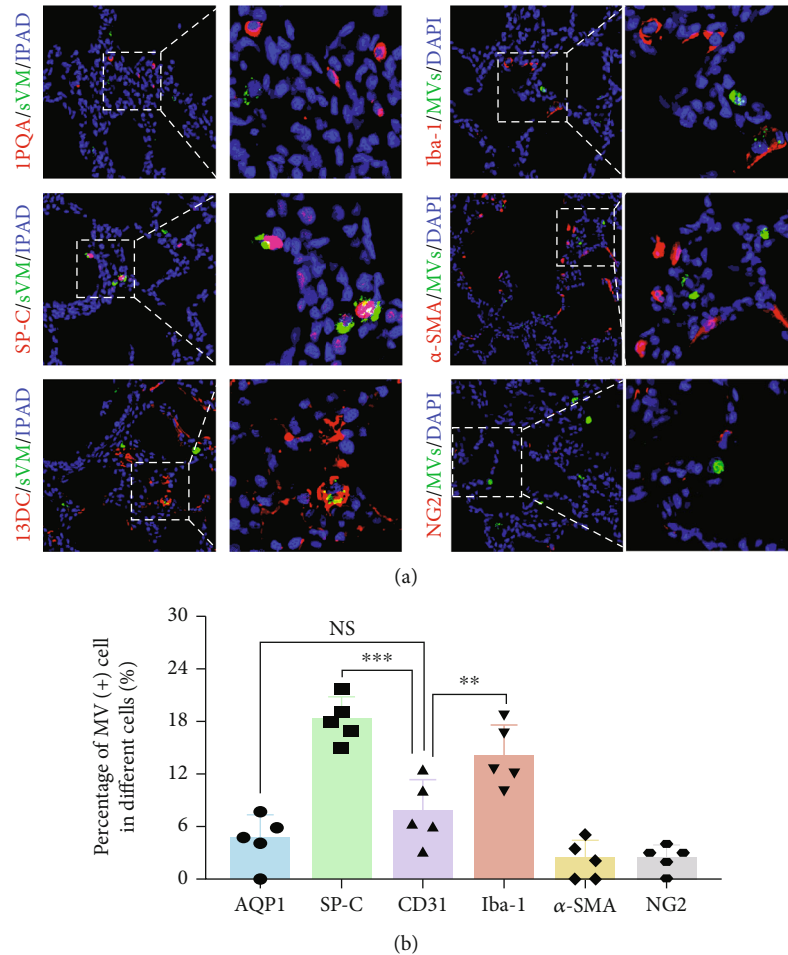 1PQA/sVM/IPAD
Iba-1/MVs/DAPI
SP-C/sVM/IPAD
α-SMA/MVs/DAPI
13DC/sVM/IPAD
NG2/MVs/DAPI
(a)
Percentage of MV (+) cell
in different cells (%)
30
24
18
12
6
0
NS
***
**
AQP1 SP-C CD31 Iba-1 α-SMA NG2
(b)